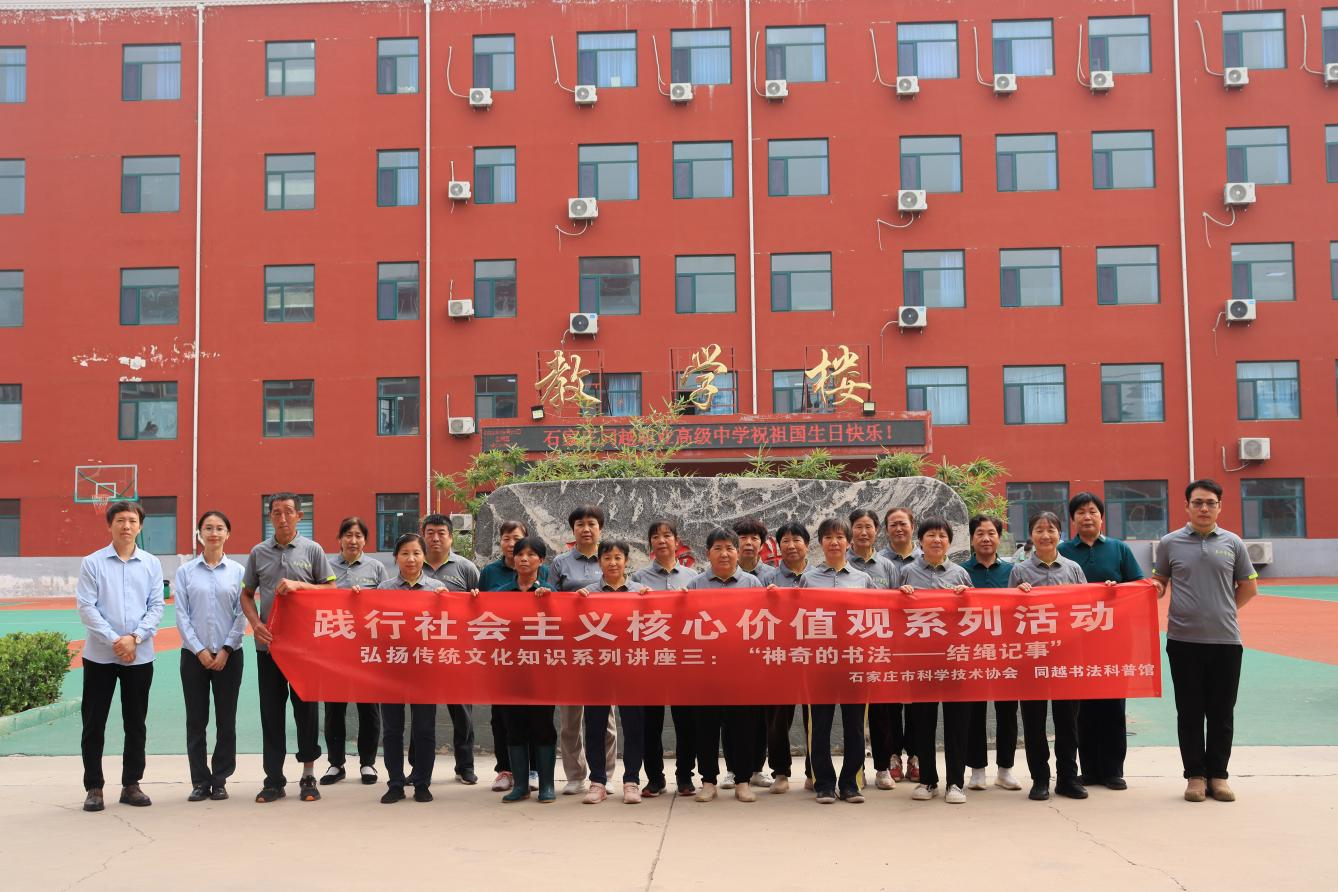 教学楼
石家庄同越职业高级中学祝祖国生日快乐！
践行社会主义核心价值观系列活动
弘扬传统文化知识系列讲座三：“神奇的书法——结绳记事”
石家庄市科学技术协会 同越书法科普馆